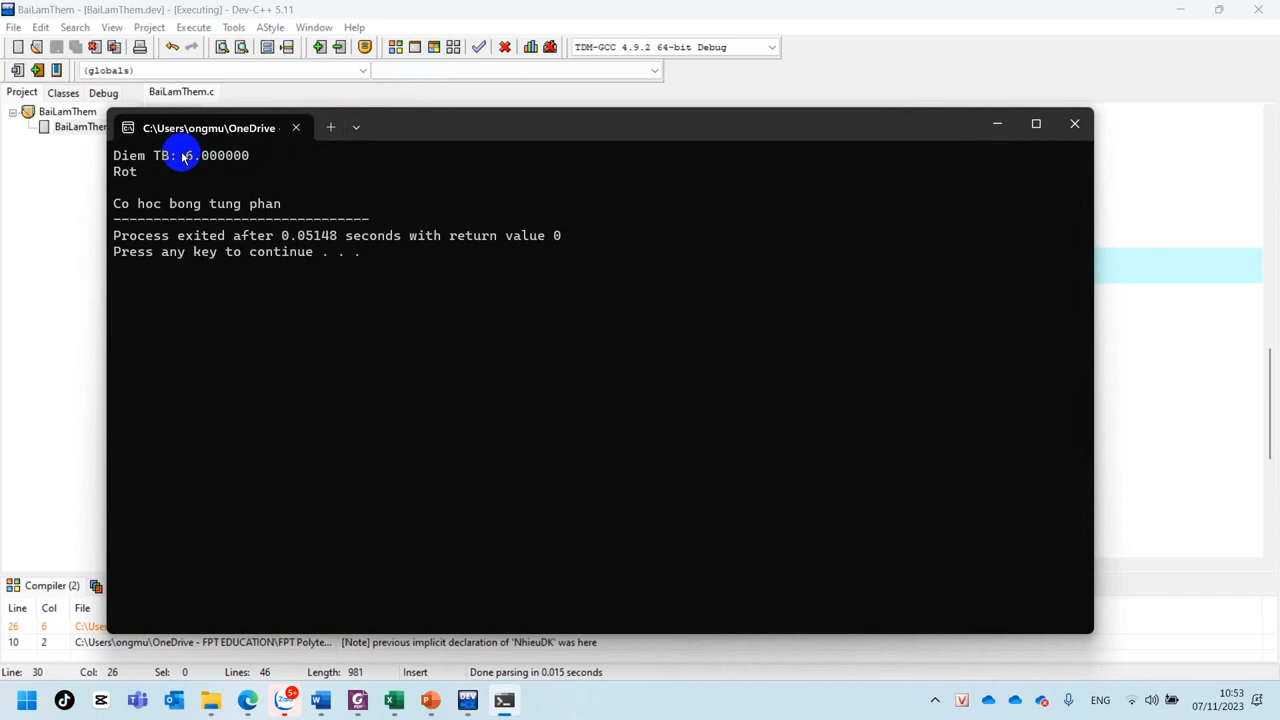 BaiLamThem - [BaiLamThem.dev] - [Executing] - Dev-C++ 5.11
File Edit Search View Project Execute Tools AStyle Window Help
TDM-GCC 4.9.2 64-bit Debug
(globals)
Project Classes Debug BaiLamThem.c
BaiLamThem
BaiLamTher
C:\Users\ongmu\OneDrive
Diem TB: 6.000000
Rot
Co hoc bong tung phan
--------------------------------
Process exited after 0.05148 seconds with return value 0
Press any key to continue . . .
Compiler (2)
Line Col File
26 6 C:\Use
10 2 C:\Users\ongmu\OneDrive - FPT EDUCATION\FPT Polyte... [Note] previous implicit declaration of 'NhieuDK' was here
Line: 30 Col: 26 Sel: 0 Lines: 46 Length: 981 Insert Done parsing in 0.015 seconds
5+
Zalo
DEV
ENG
10:53
07/11/2023